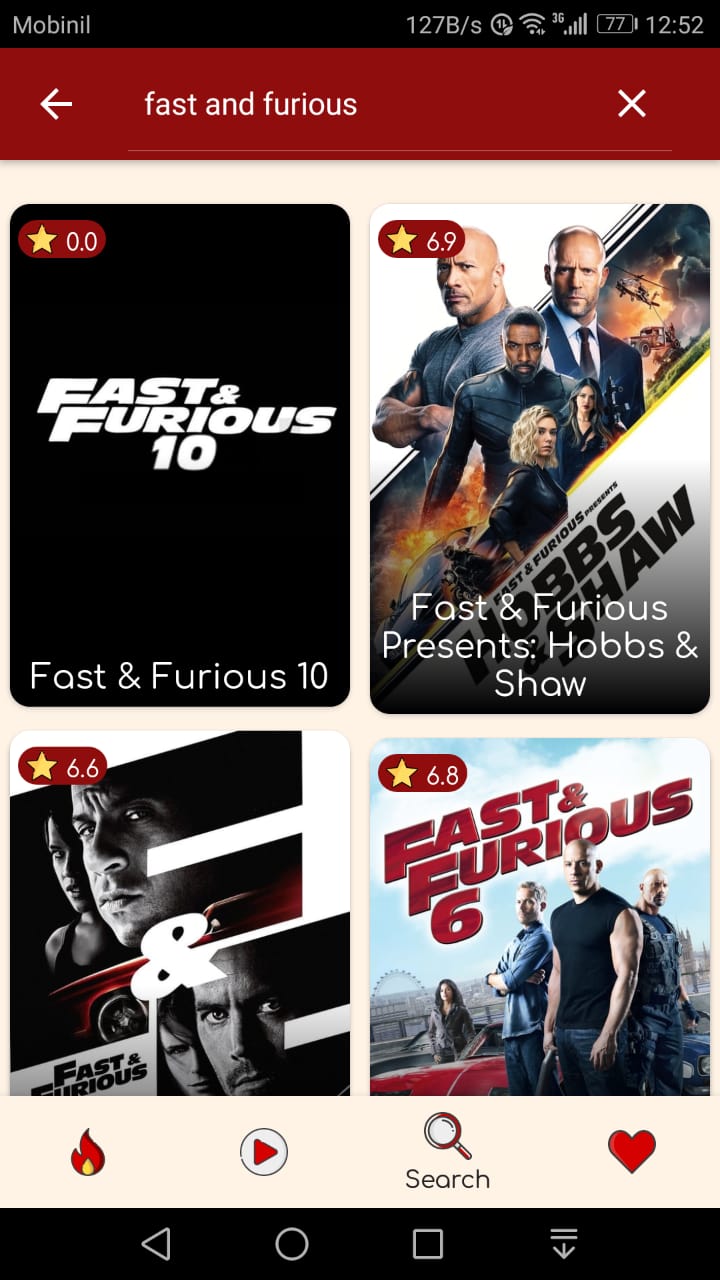 Mobinil 127B/s 3G 77 12:52
fast and furious
0.0
FAST &
FURIOUS
10
Fast & Furious 10
6.9
FAST & FURIOUS PRESENTS
HOBBS
& SHAW
Fast & Furious
Presents: Hobbs &
Shaw
6.6
&
FAST &
FURIOUS
6.8
FAST &
FURIOUS
6
Search